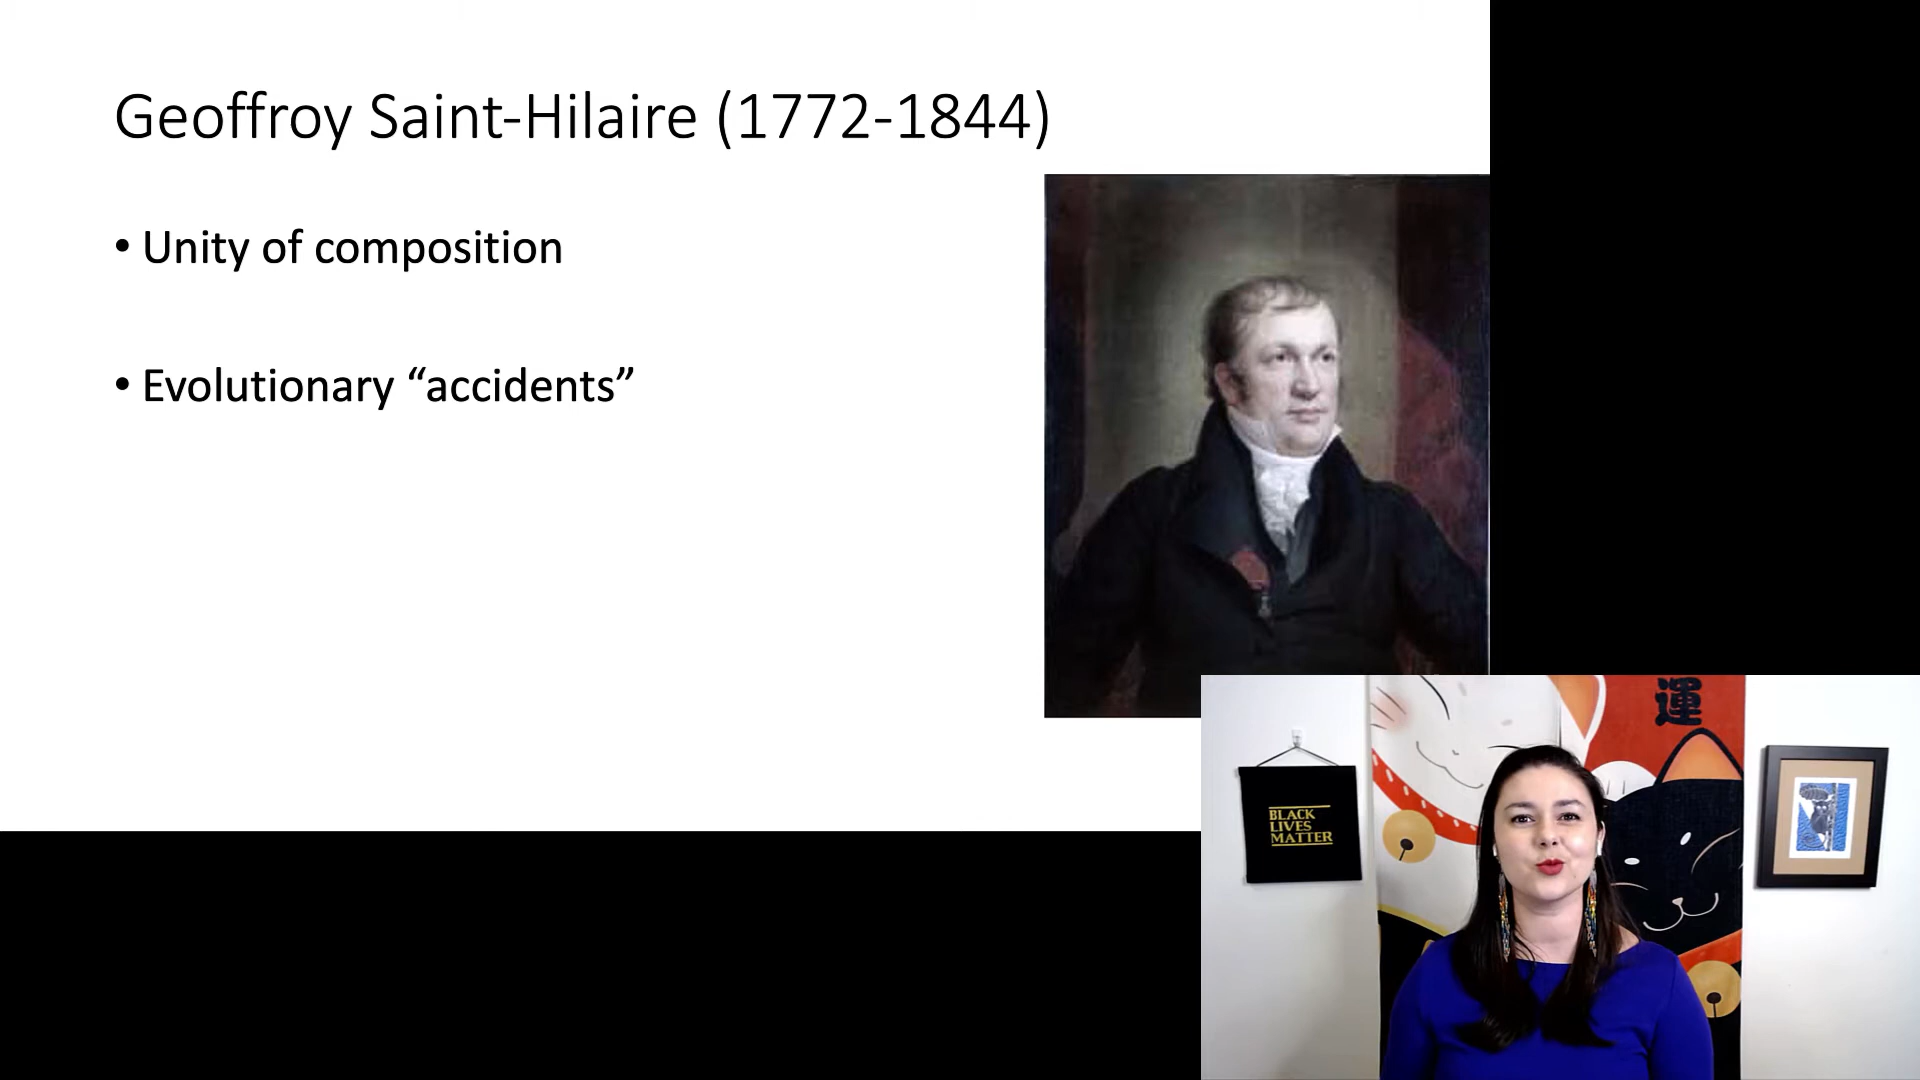 Geoffroy Saint-Hilaire (1772-1844)
• Unity of composition
• Evolutionary “accidents”
運
BLACK
LIVES
MATTER